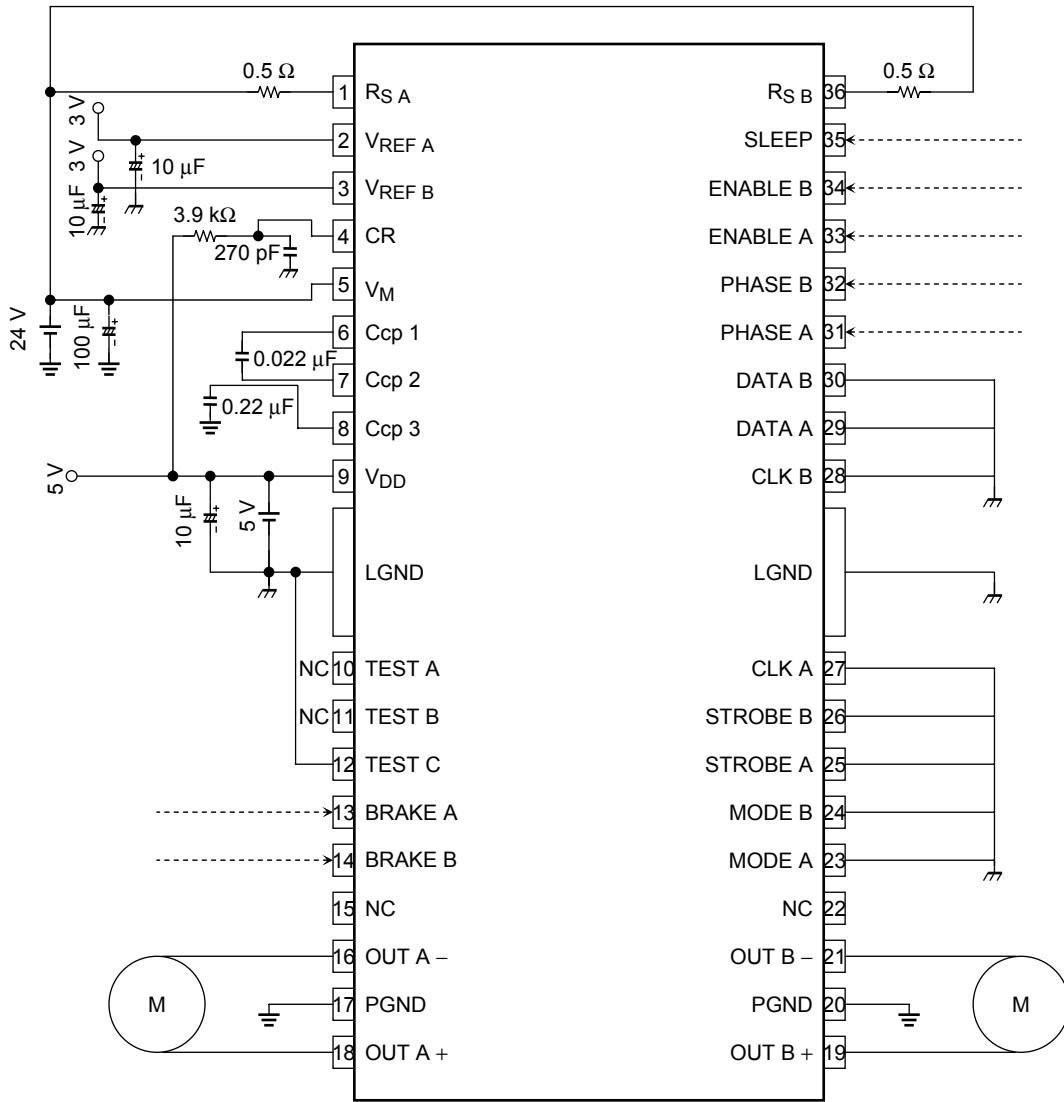 0.5 Ω
1 RS A
RS B 36
0.5 Ω
3 V
2 VREF A
SLEEP 35
3 V
10 μF
3 VREF B
ENABLE B 34
10 μF
3.9 kΩ
4 CR
ENABLE A 33
270 pF
5 VM
PHASE B 32
24 V
100 μF
6 Ccp 1
PHASE A 31
0.022 μF
7 Ccp 2
DATA B 30
0.22 μF
8 Ccp 3
DATA A 29
5 V
9 VDD
CLK B 28
10 μF
5 V
LGND
LGND
NC 10 TEST A
CLK A 27
NC 11 TEST B
STROBE B 26
12 TEST C
STROBE A 25
13 BRAKE A
MODE B 24
14 BRAKE B
MODE A 23
15 NC
NC 22
16 OUT A −
OUT B − 21
M
17 PGND
PGND 20
M
18 OUT A +
OUT B + 19